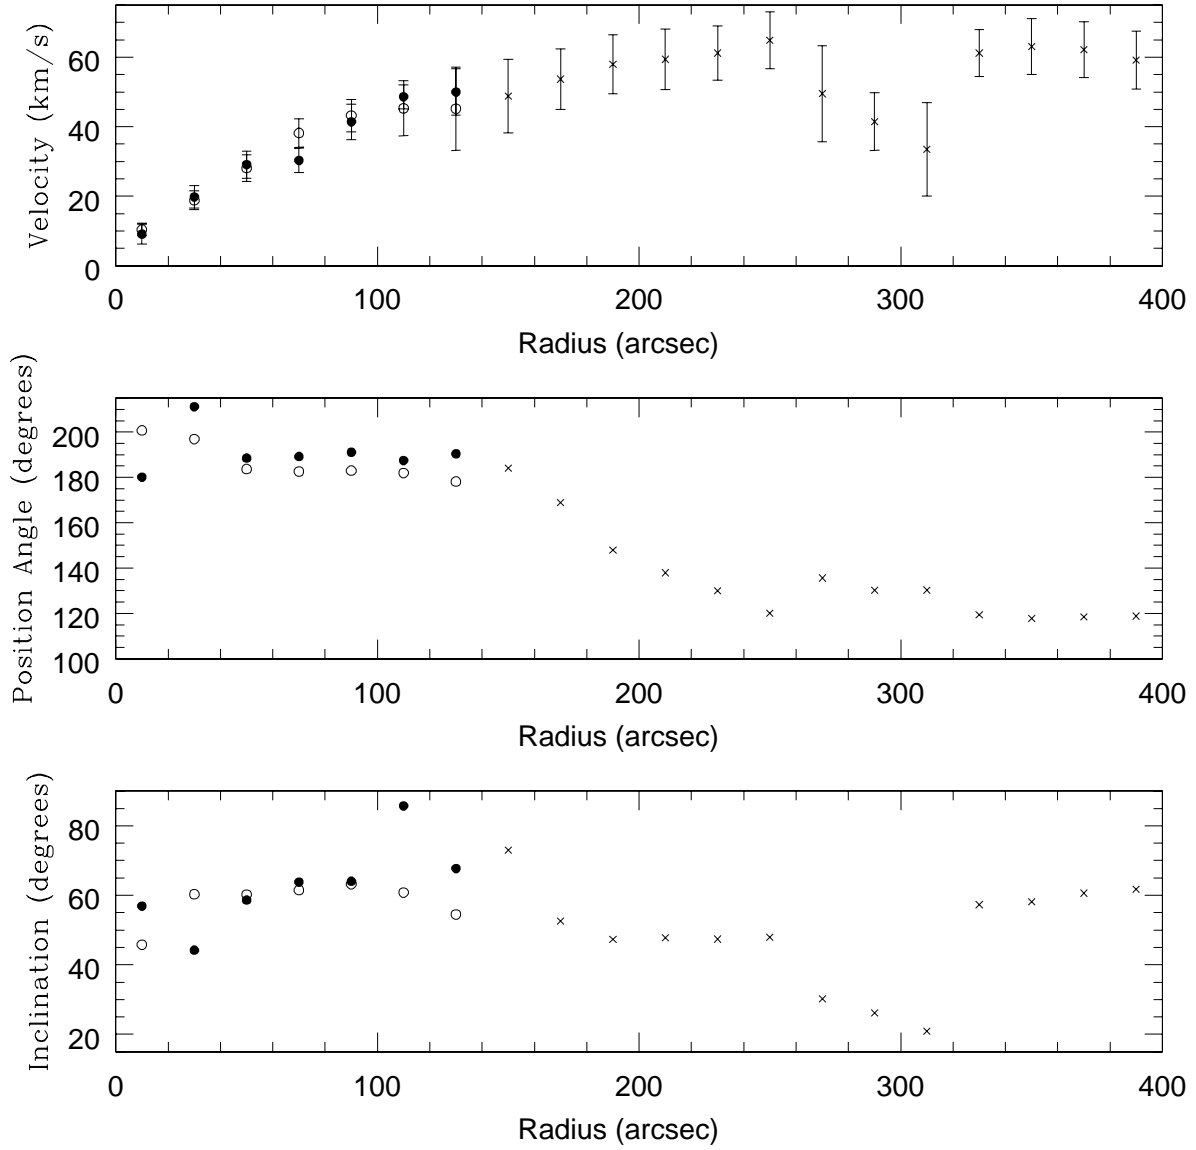 Velocity (km/s)
60
40
20
0
0 100 200 300 400
Radius (arcsec)
Position Angle (degrees)
200
180
160
140
120
100
0 100 200 300 400
Radius (arcsec)
Inclination (degrees)
80
60
40
20
0 100 200 300 400
Radius (arcsec)